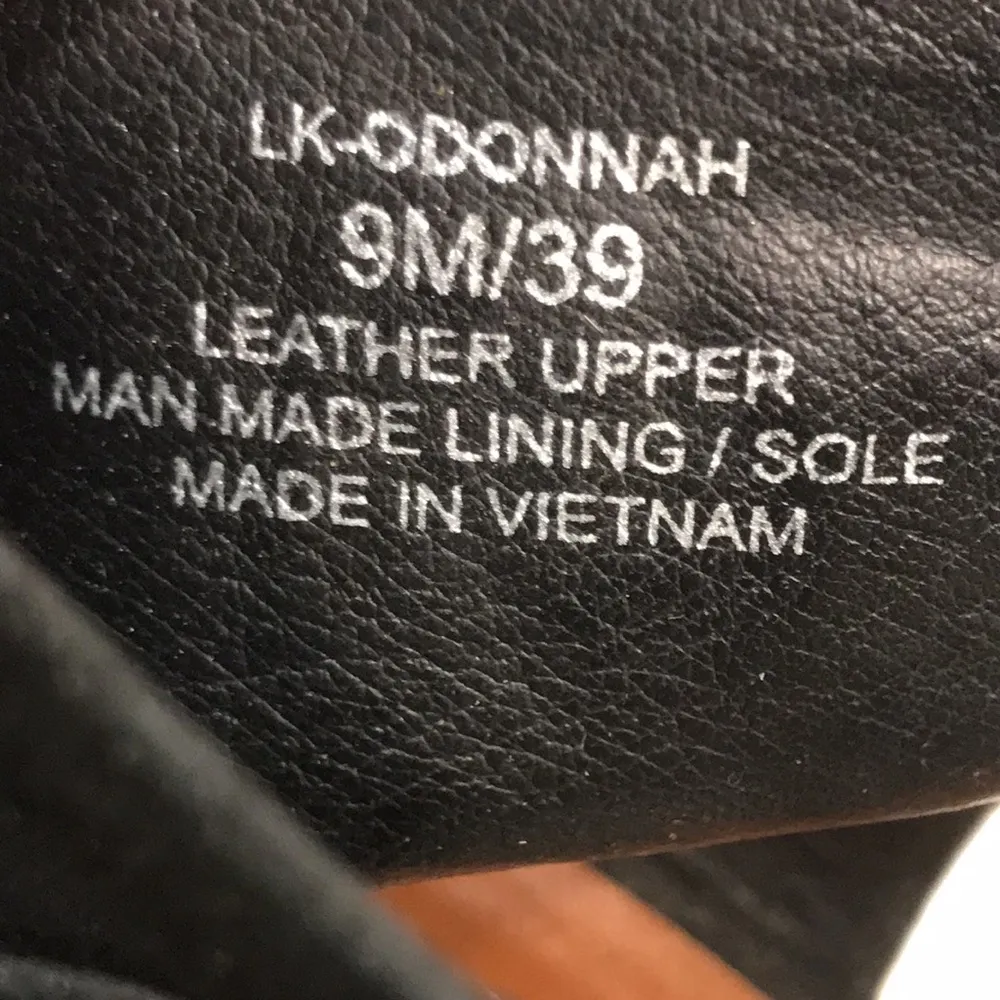 LK-ODONNAH
9M/39
LEATHER UPPER
MAN MADE LINING / SOLE
MADE IN VIETNAM